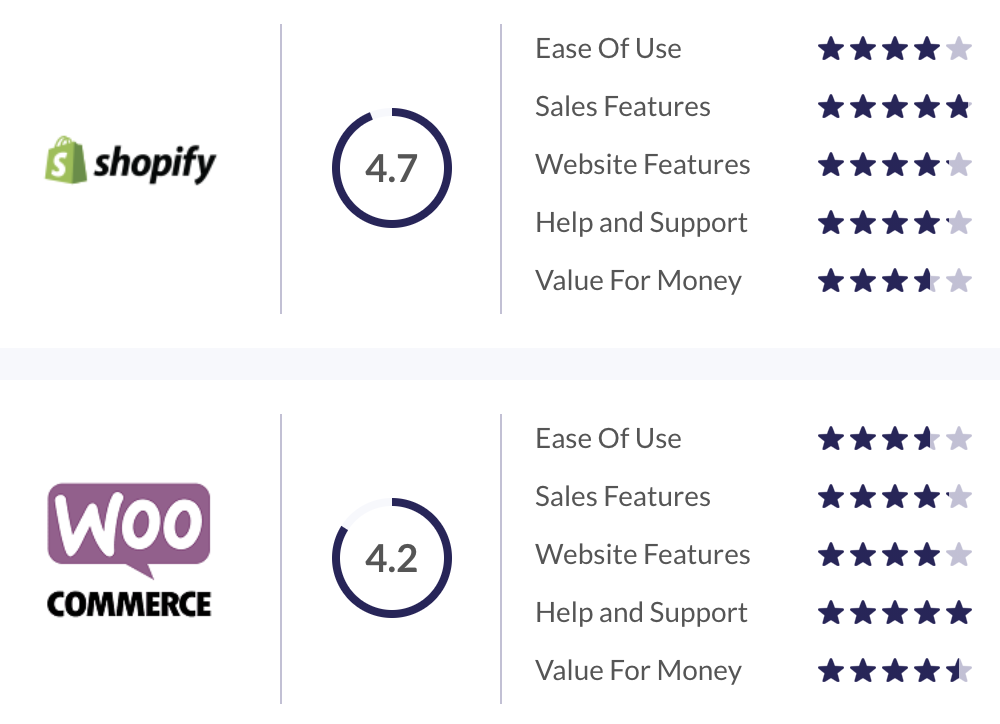 Ease Of Use
Sales Features
shopify
4.7
Website Features
Help and Support
Value For Money
Ease Of Use
Sales Features
WOO
COMMERCE
4.2
Website Features
Help and Support
Value For Money